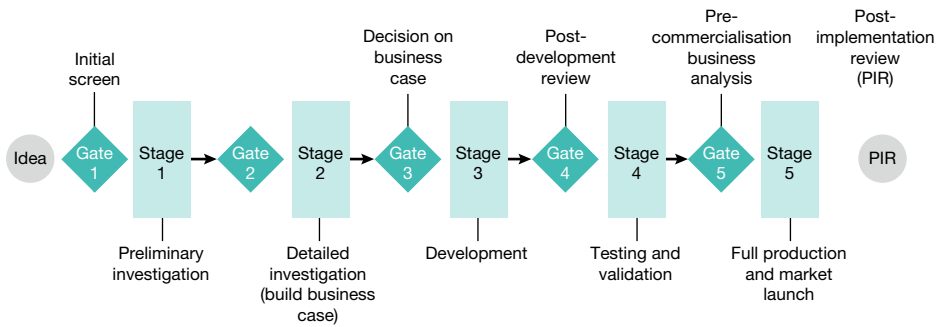 Initial
screen
Decision on
business
case
Post-
development
review
Pre-
commercialisation
business
analysis
Post-
implementation
review
(PIR)
Idea
Gate
1
Stage
1
Gate
2
Stage
2
Gate
3
Stage
3
Gate
4
Stage
4
Gate
5
Stage
5
PIR
Preliminary
investigation
Detailed
investigation
(build business
case)
Development
Testing and
validation
Full production
and market
launch